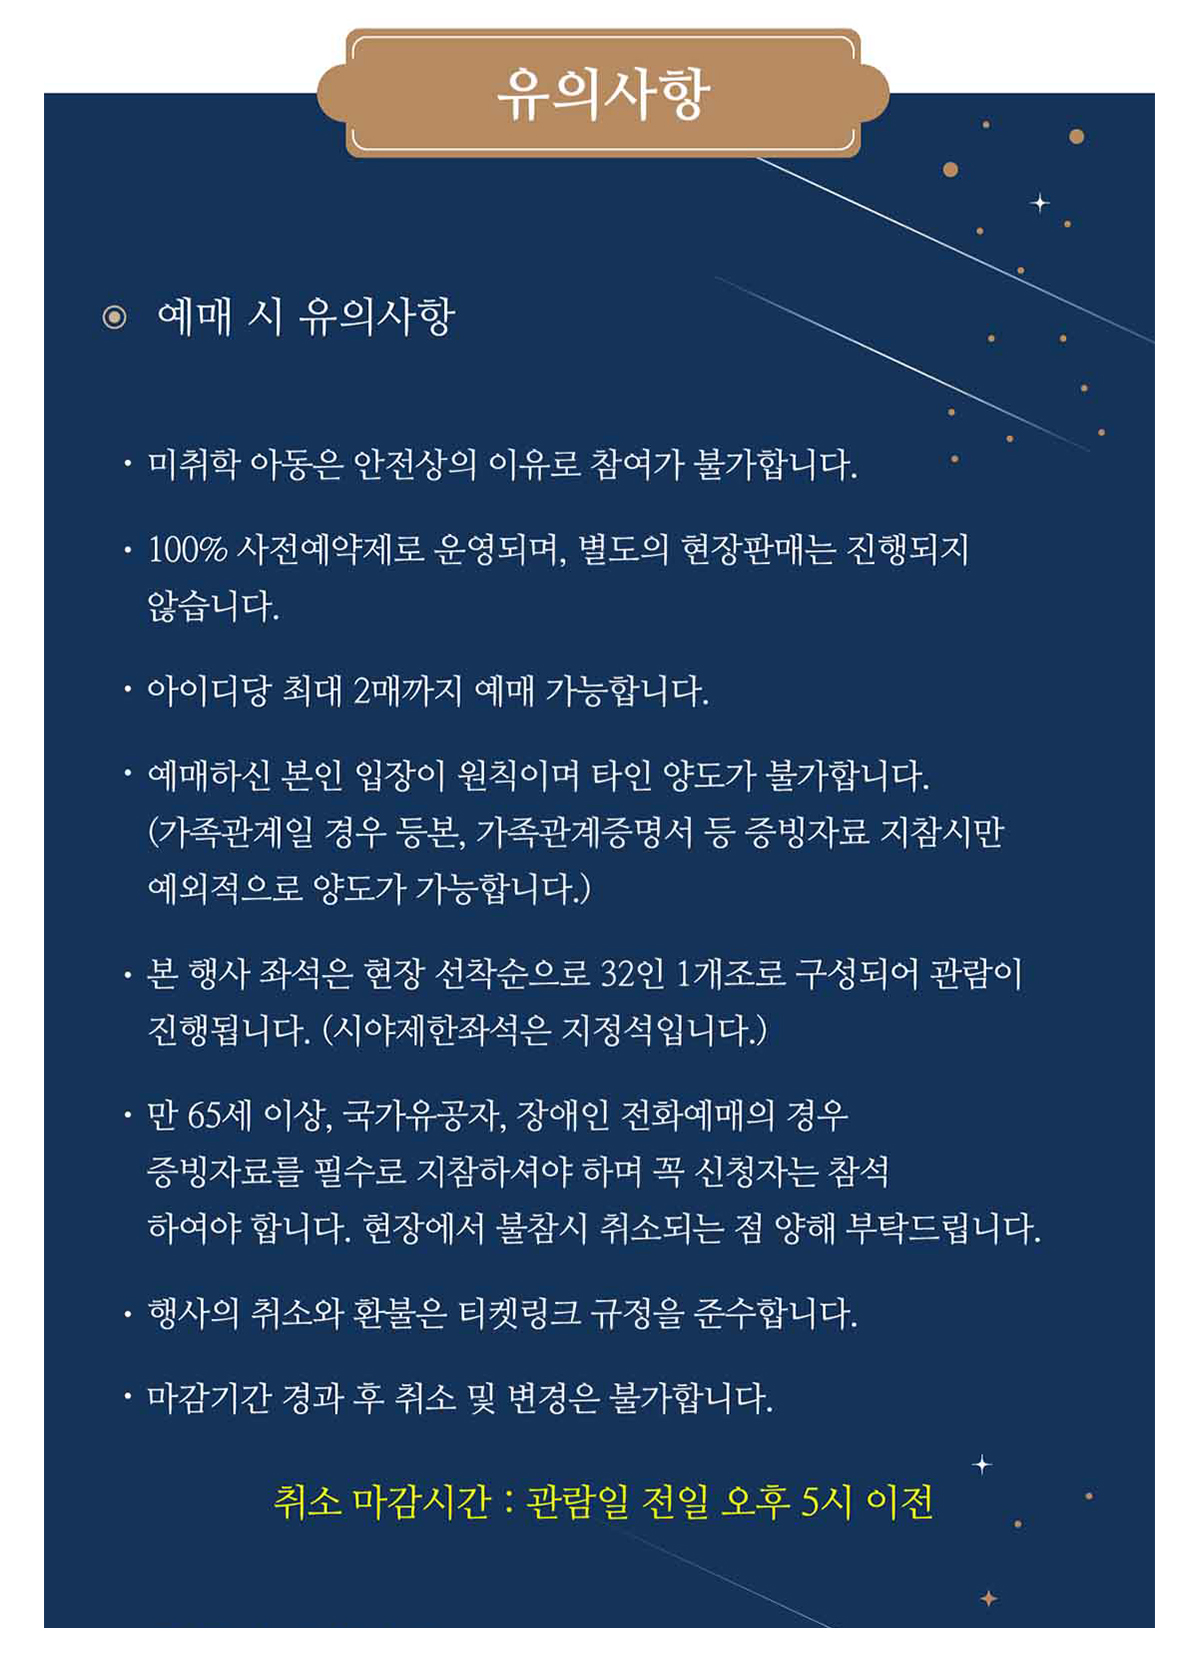 유의사항
예매 시 유의사항
· 미취학 아동은 안전상의 이유로 참여가 불가합니다.
· 100% 사전예약제로 운영되며, 별도의 현장판매는 진행되지
않습니다.
· 아이디당 최대 2매까지 예매 가능합니다.
· 예매하신 본인 입장이 원칙이며 타인 양도가 불가합니다.
(가족관계일 경우 등본, 가족관계증명서 등 증빙자료 지참시만
예외적으로 양도가 가능합니다.)
· 본 행사 좌석은 현장 선착순으로 32인 1개조로 구성되어 관람이
진행됩니다. (시야제한좌석은 지정석입니다.)
· 만 65세 이상, 국가유공자, 장애인 전화예매의 경우
증빙자료를 필수로 지참하셔야 하며 꼭 신청자는 참석
하여야 합니다. 현장에서 불참시 취소되는 점 양해 부탁드립니다.
· 행사의 취소와 환불은 티켓링크 규정을 준수합니다.
· 마감기간 경과 후 취소 및 변경은 불가합니다.
취소 마감시간 : 관람일 전일 오후 5시 이전